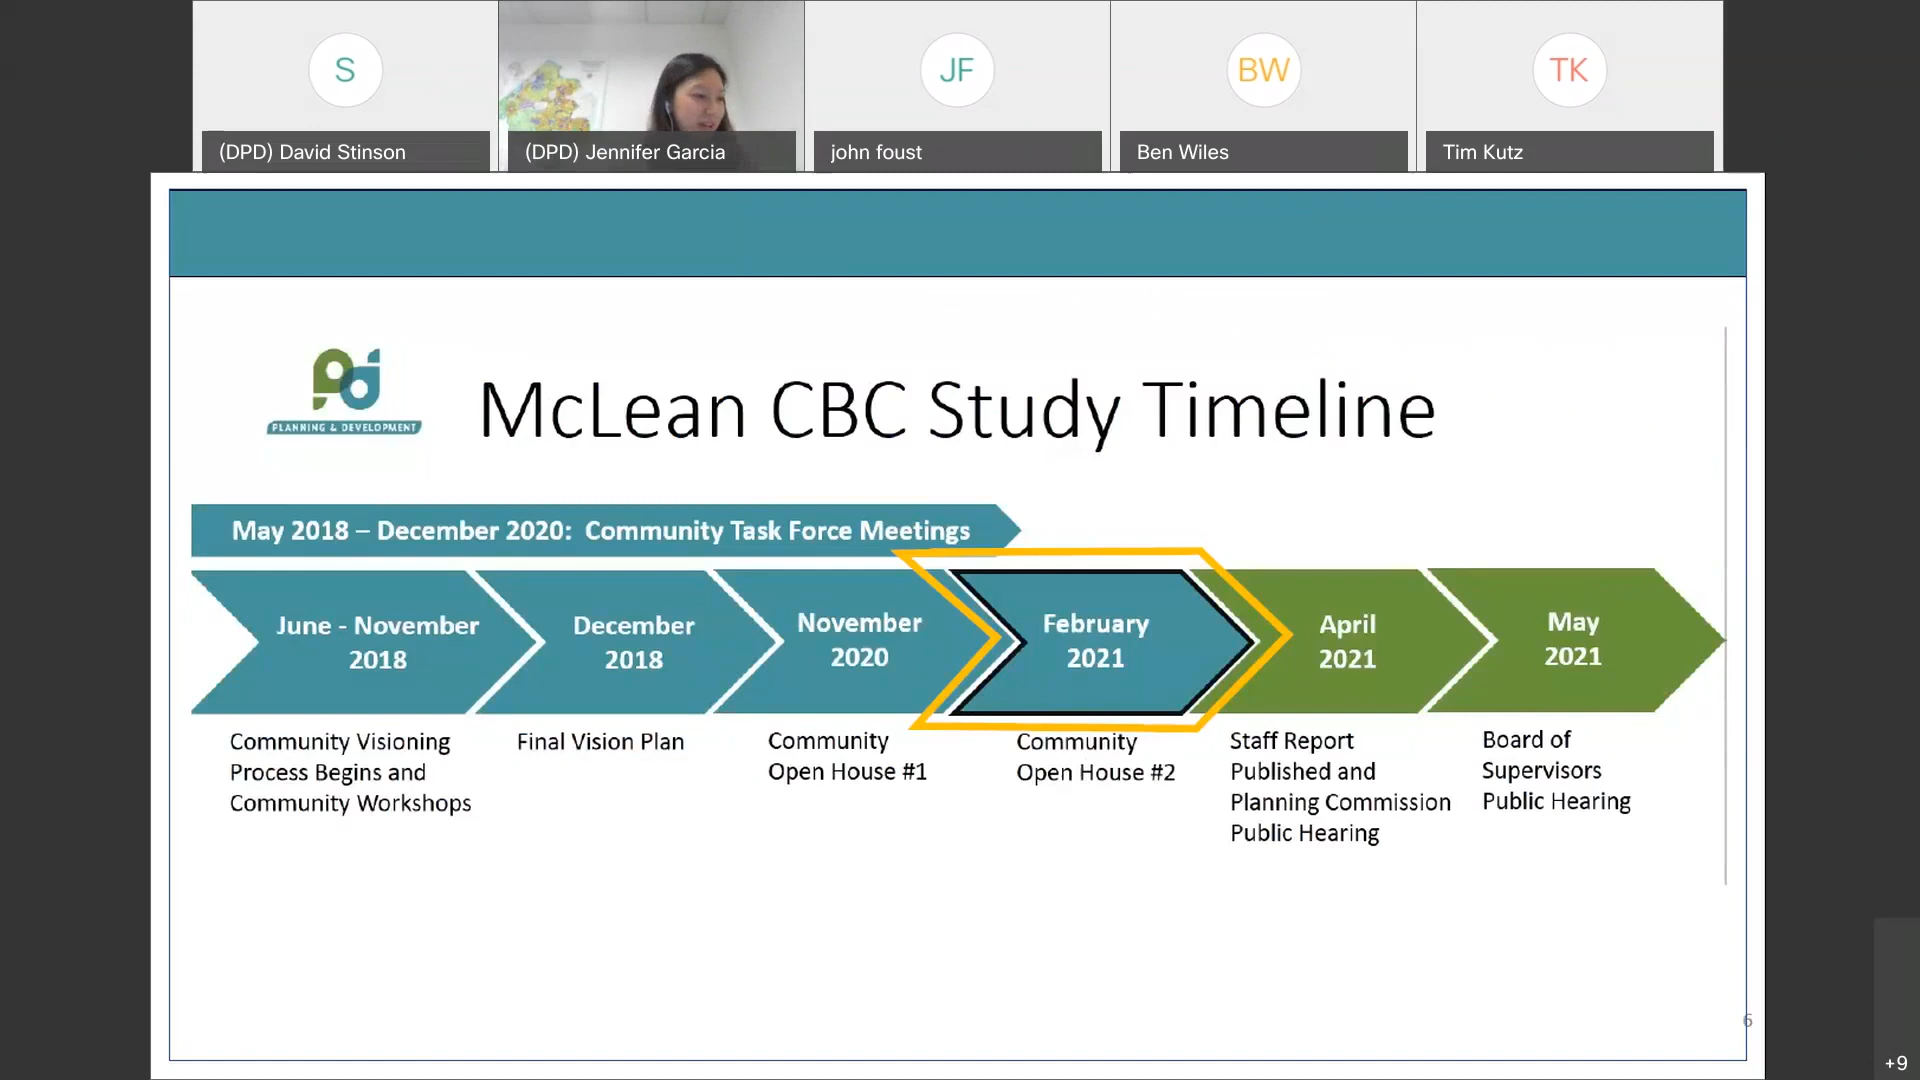 S
JF
BW
TK
(DPD) David Stinson
(DPD) Jennifer Garcia
john foust
Ben Wiles
Tim Kutz
pd
PLANNING & DEVELOPMENT
McLean CBC Study Timeline
May 2018 – December 2020: Community Task Force Meetings
June - November
2018
December
2018
November
2020
February
2021
April
2021
May
2021
Community Visioning
Process Begins and
Community Workshops
Final Vision Plan
Community
Open House #1
Community
Open House #2
Staff Report
Published and
Planning Commission
Public Hearing
Board of
Supervisors
Public Hearing
6
+9